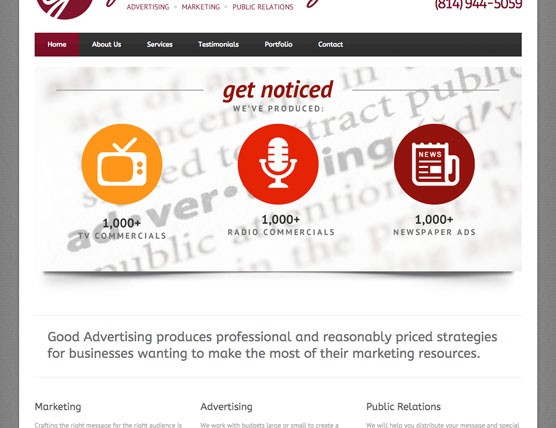 ADVERTISING • MARKETING • PUBLIC RELATIONS
(814) 944-5059
Home About Us Services Testimonials Portfolio Contact
get noticed
WE'VE PRODUCED:
NEWS
1,000+ 1,000+ 1,000+
TV COMMERCIALS RADIO COMMERCIALS NEWSPAPER ADS
Good Advertising produces professional and reasonably priced strategies
for businesses wanting to make the most of their marketing resources.
Marketing Advertising Public Relations
Crafting the right message for the right audience is We work with budgets large or small to create a We will help you distribute your message and special